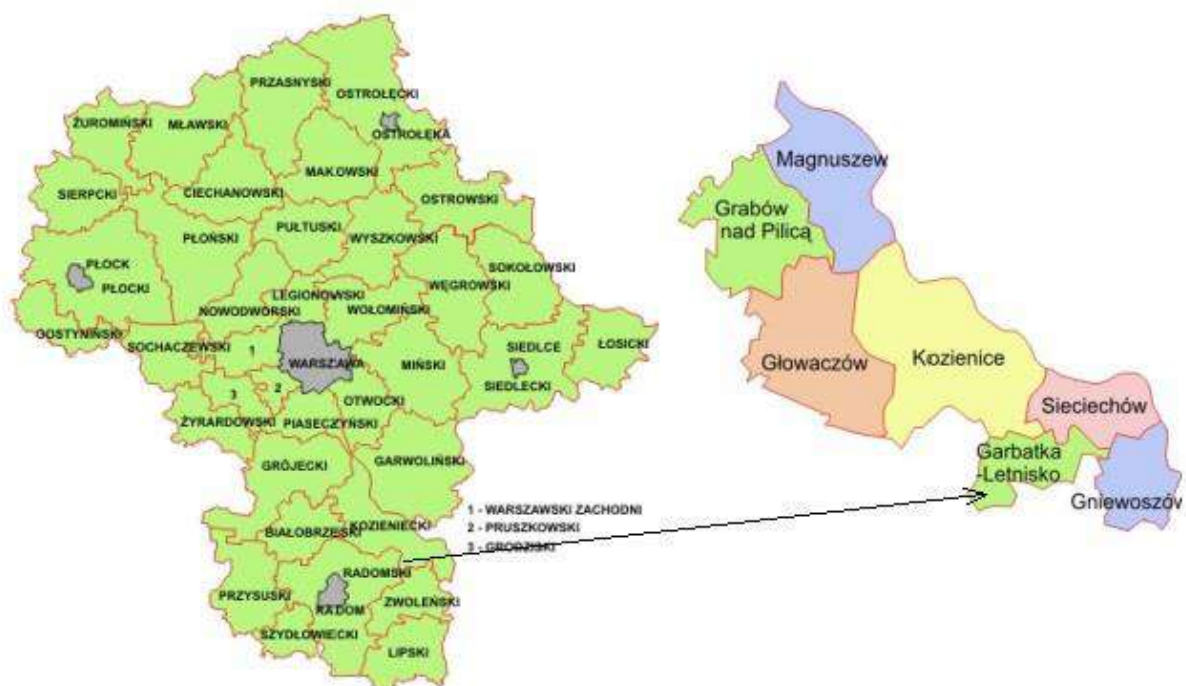 PRZASNYSKI
OSTROŁĘCKI
ŻUROMIŃSKI
MŁAWSKI
OSTROŁĘKA
MAKOWSKI
SIERPCKI
CIECHANOWSKI
OSTROWSKI
PŁOŃSKI
PUŁTUSKI
WYSZKOWSKI
PŁOCK
PŁOCKI
SOKOŁOWSKI
WĘGROWSKI
LEGIONOWSKI
NOWODWORSKI
WOŁOMIŃSKI
GOSTYNIŃSKI
SOCHACZEWSKI
1
WARSZAWA
MIŃSKI
SIEDLCE
ŁOSICKI
SIEDLECKI
2
3
OTWOCKI
ŻYRARDOWSKI
PIASECZYŃSKI
GRÓJECKI
GARWOLIŃSKI
KOZIENICKI
BIAŁOBRZESKI
RADOMSKI
PRZYSUSKI
RADOM
ZWOLEŃSKI
SZYDŁOWIECKI
LIPSKI
1 - WARSZAWSKI ZACHODNI
2 - PRUSZKOWSKI
3 - GRODZISKI
Magnuszew
Grabów
nad Pilicą
Głowaczów
Kozienice
Sieciechów
Garbatka
-Letnisko
Gniewoszów